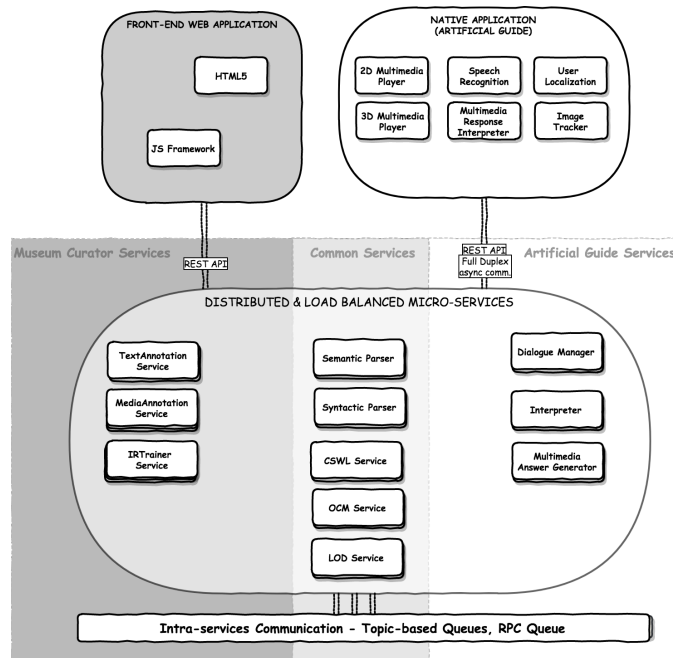 FRONT-END WEB APPLICATION
HTML5
JS Framework
NATIVE APPLICATION
(ARTIFICIAL GUIDE)
2D Multimedia
Player
Speech
Recognition
User
Localization
3D Multimedia
Player
Multimedia
Response
Interpreter
Image
Tracker
Museum Curator Services
Common Services
Artificial Guide Services
REST API
REST API
Full Duplex
async comm.
DISTRIBUTED & LOAD BALANCED MICRO-SERVICES
TextAnnotation
Service
MediaAnnotation
Service
IRTrainer
Service
Semantic Parser
Syntactic Parser
CSWL Service
OCM Service
LOD Service
Dialogue Manager
Interpreter
Multimedia
Answer Generator
Intra-services Communication - Topic-based Queues, RPC Queue